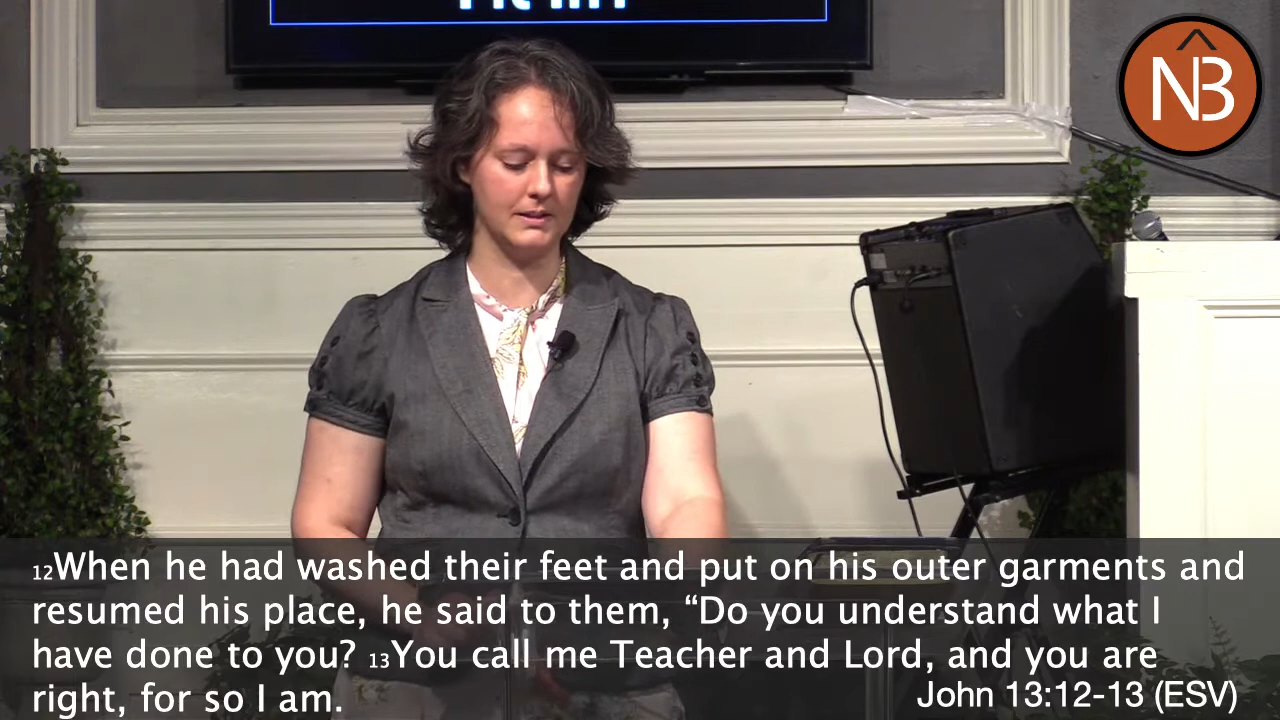 NB
12When he had washed their feet and put on his outer garments and
resumed his place, he said to them, “Do you understand what I
have done to you? 13You call me Teacher and Lord, and you are
right, for so I am.
John 13:12-13 (ESV)